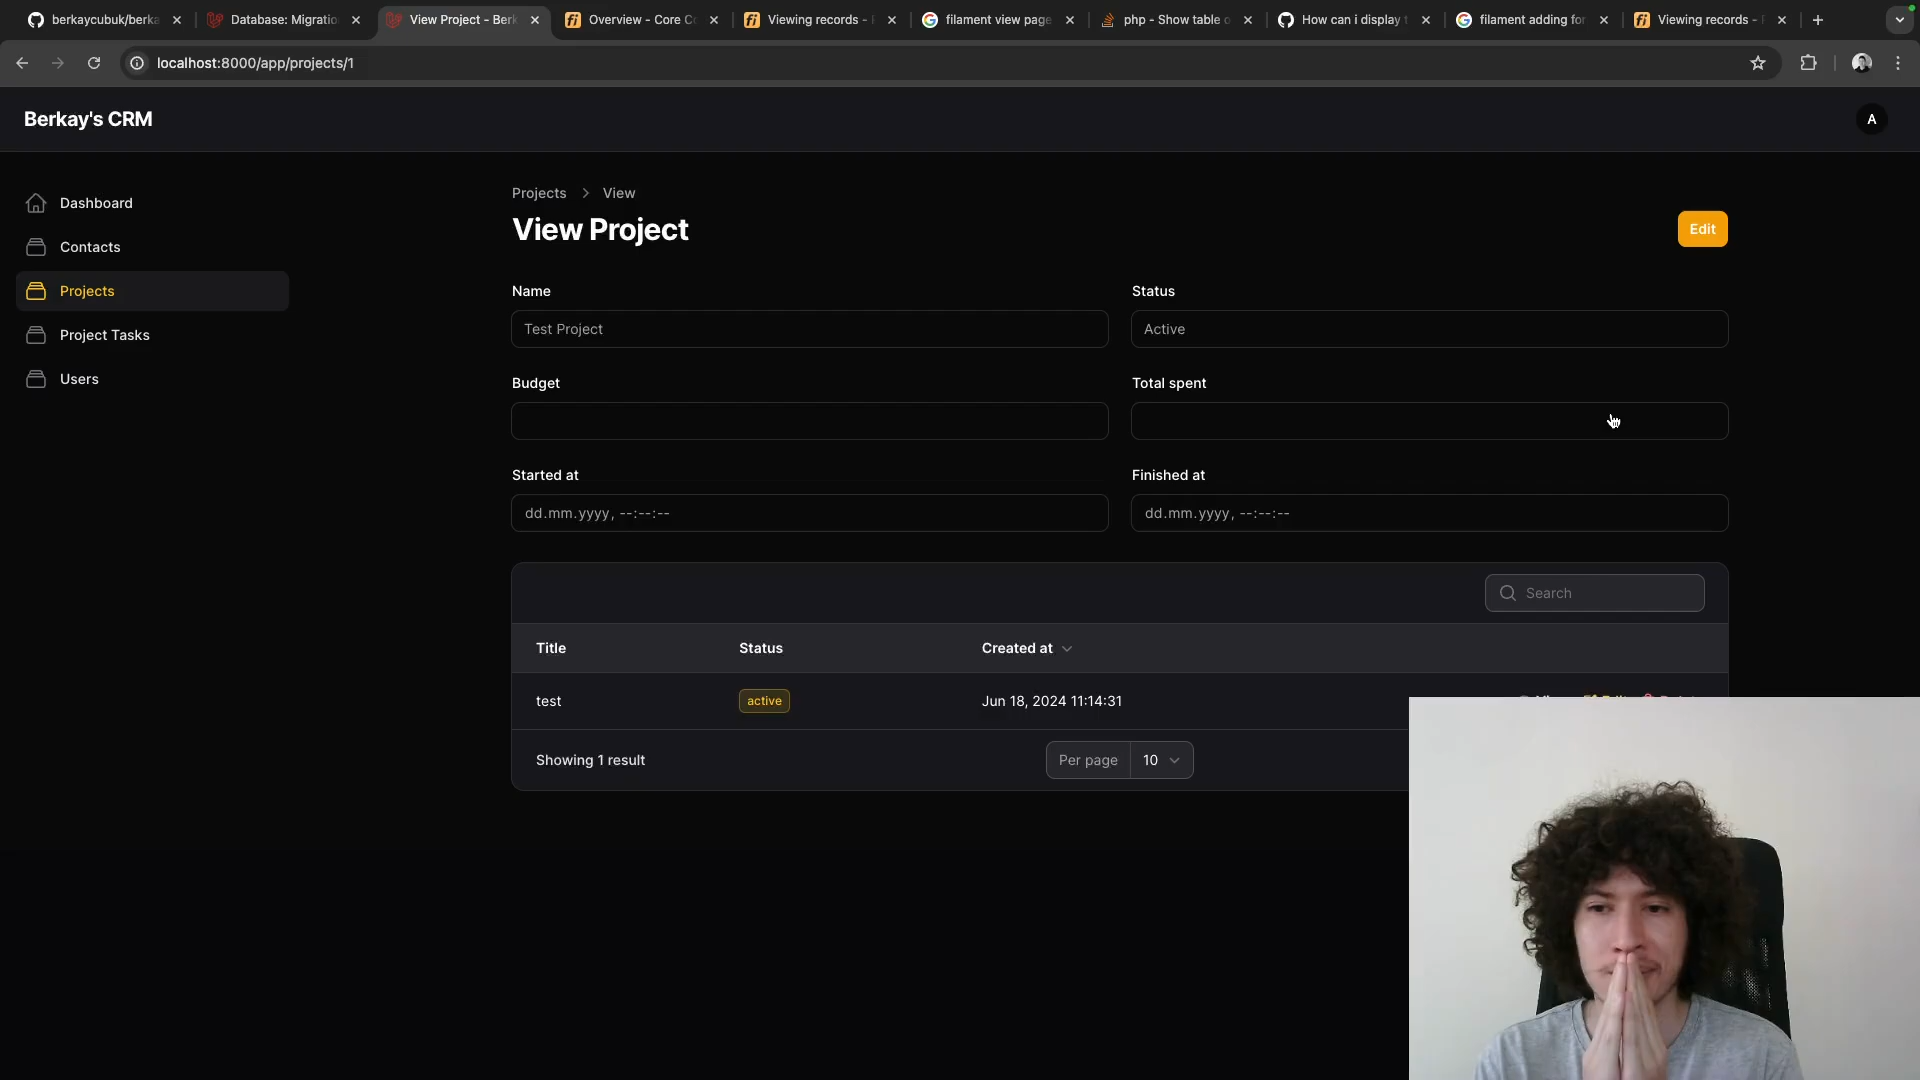 berkaycubuk/berka
Database: Migratio
View Project - Berk
Overview - Core Co
Viewing records -
filament view page
php - Show table o
How can i display
filament adding for
Viewing records -
localhost:8000/app/projects/1
Berkay's CRM
A
Dashboard
Contacts
Projects
Project Tasks
Users
Projects > View
View Project
Edit
Name
Status
Test Project
Active
Budget
Total spent
Started at
Finished at
dd.mm.yyyy, --:--:--
dd.mm.yyyy, --:--:--
Search
Title
Status
Created at
test
active
Jun 18, 2024 11:14:31
Showing 1 result
Per page
10